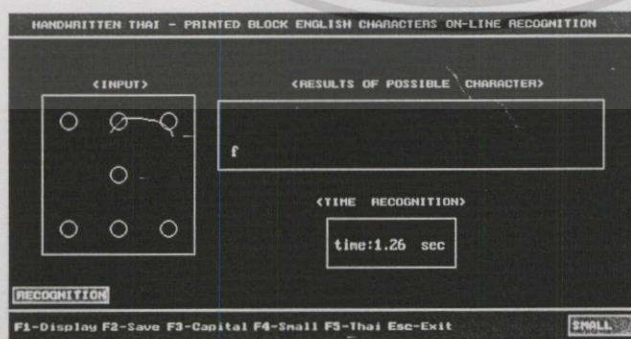 HANDWRITTEN THAI - PRINTED BLOCK ENGLISH CHARACTERS ON-LINE RECOGNITION
<INPUT>
<RESULTS OF POSSIBLE CHARACTER>
f
<TIME RECOGNITION>
time:1.26 sec
RECOGNITION
F1-Display F2-Save F3-Capital F4-Small F5-Thai Esc-Exit
SMALL